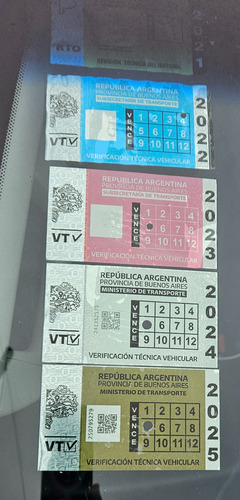 RTO
2021
REPÚBLICA ARGENTINA
PROVINCIA DE BUENOS AIRES
SUBSECRETARÍA DE TRANSPORTE
VENCE
1 2 3
5 6 7 8
9 10 11 12
2022
VTV
VERIFICACIÓN TÉCNICA VEHICULAR
REPÚBLICA ARGENTINA
PROVINCIA DE BUENOS AIRES
SUBSECRETARÍA DE TRANSPORTE
VENCE
1 2 3 4
6 7 8
9 10 11 12
2023
VTV
VERIFICACIÓN TÉCNICA VEHICULAR
REPÚBLICA ARGENTINA
PROVINCIA DE BUENOS AIRES
MINISTERIO DE TRANSPORTE
VENCE
1 2 3 4
6 7 8
9 10 11 12
2024
VTV
VERIFICACIÓN TÉCNICA VEHICULAR
REPÚBLICA ARGENTINA
PROVINCIA DE BUENOS AIRES
MINISTERIO DE TRANSPORTE
VENCE
1 2 3 4
6 7 8
9 10 11 12
2025
VTV
250795279
VERIFICACIÓN TÉCNICA VEHICULAR